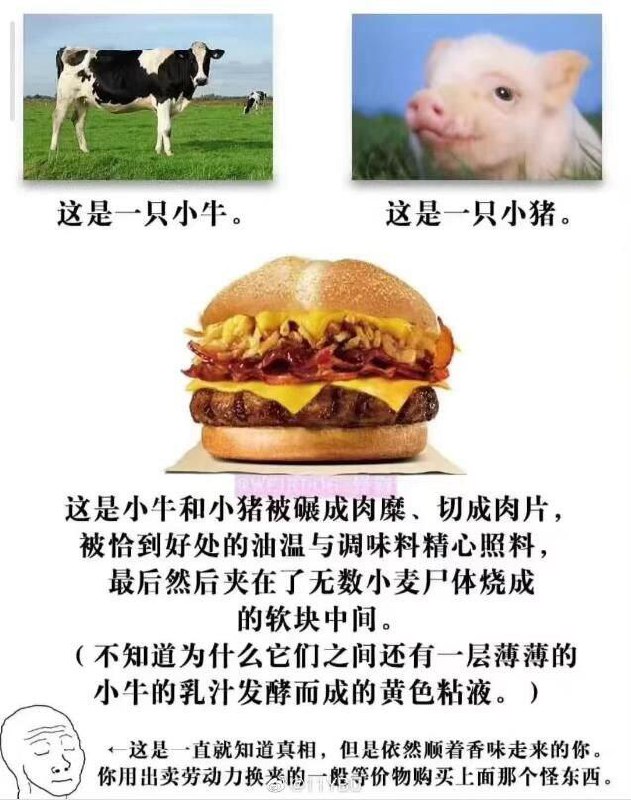 这是一只小牛。
这是一只小猪。
这是小牛和小猪被碾成肉糜、切成肉片，
被恰到好处的油温与调味料精心照料，
最后然后夹在了无数小麦尸体烧成
的软块中间。
（不知道为什么它们之间还有一层薄薄的
小牛的乳汁发酵而成的黄色粘液。）
←这是一直就知道真相，但是依然顺着香味走来的你。
你用出卖劳动力换来的一般等价物购买上面那个怪东西。